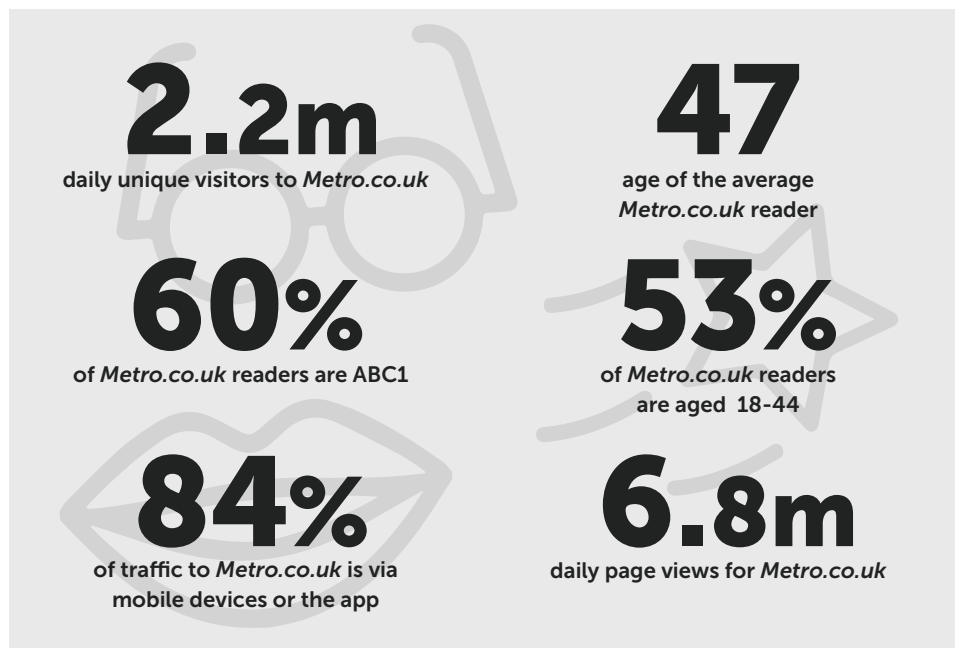 2.2m
daily unique visitors to Metro.co.uk
47
age of the average
Metro.co.uk reader
60%
of Metro.co.uk readers are ABC1
53%
of Metro.co.uk readers
are aged 18-44
84%
of traffic to Metro.co.uk is via
mobile devices or the app
6.8m
daily page views for Metro.co.uk